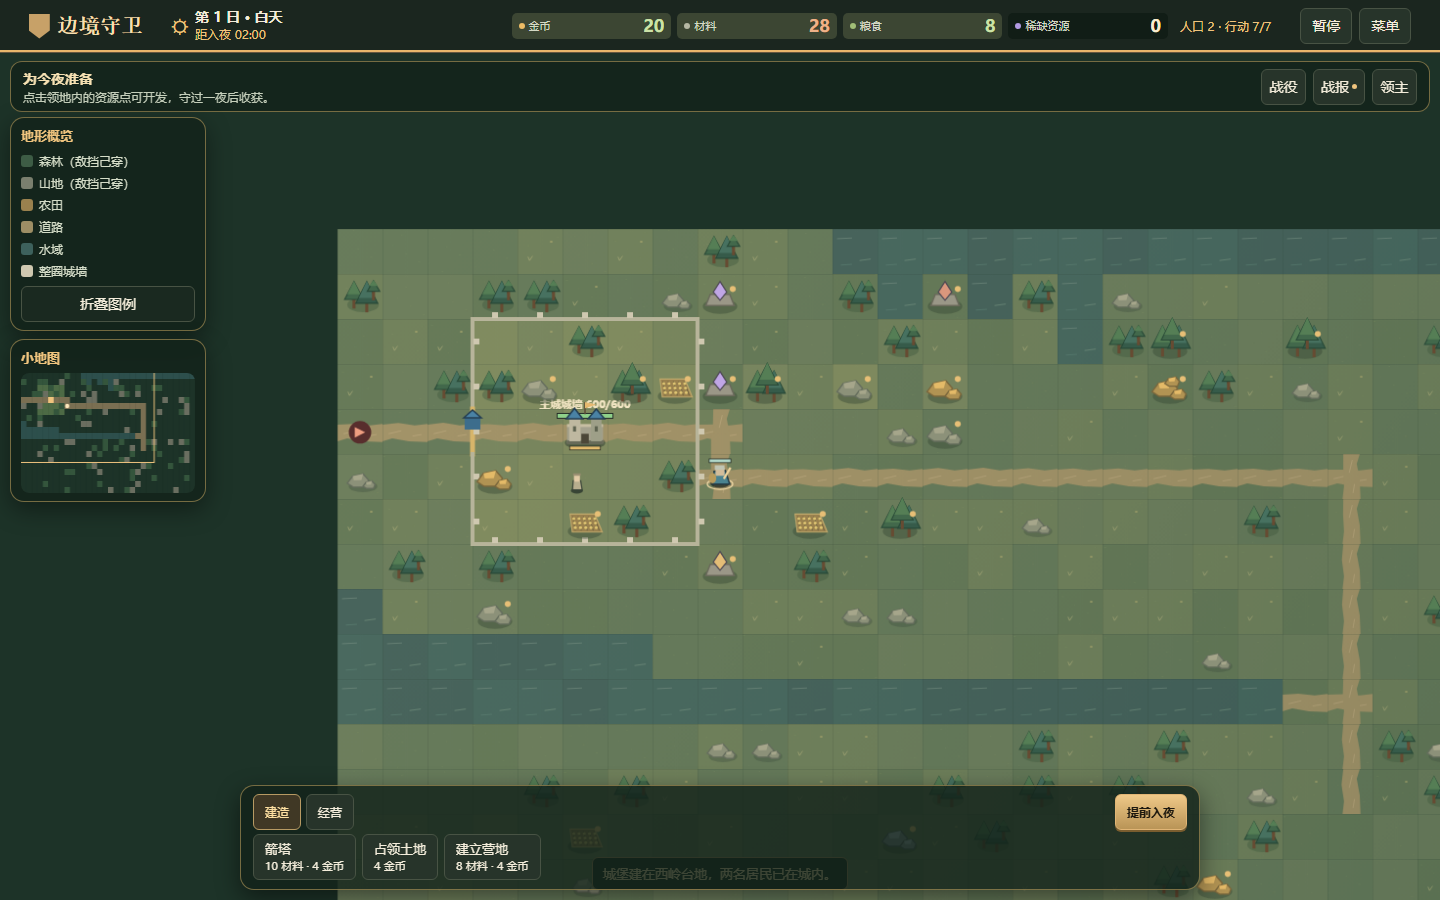 边境守卫
第 1 日 · 白天
距入夜 02:00
金币 20
材料 28
粮食 8
稀缺资源 0
人口 2 · 行动 7/7
暂停
菜单
为今夜准备
点击领地内的资源点可开发，守过一夜后收获。
战役
战报
领主
地形概览
森林（敌挡己穿）
山地（敌挡己穿）
农田
道路
水域
整圈城墙
折叠图例
小地图
主城城墙 600/600
建造
经营
提前入夜
箭塔
10 材料 · 4 金币
占领土地
4 金币
建立营地
8 材料 · 4 金币
城堡建在西岭台地，两名居民已在城内。